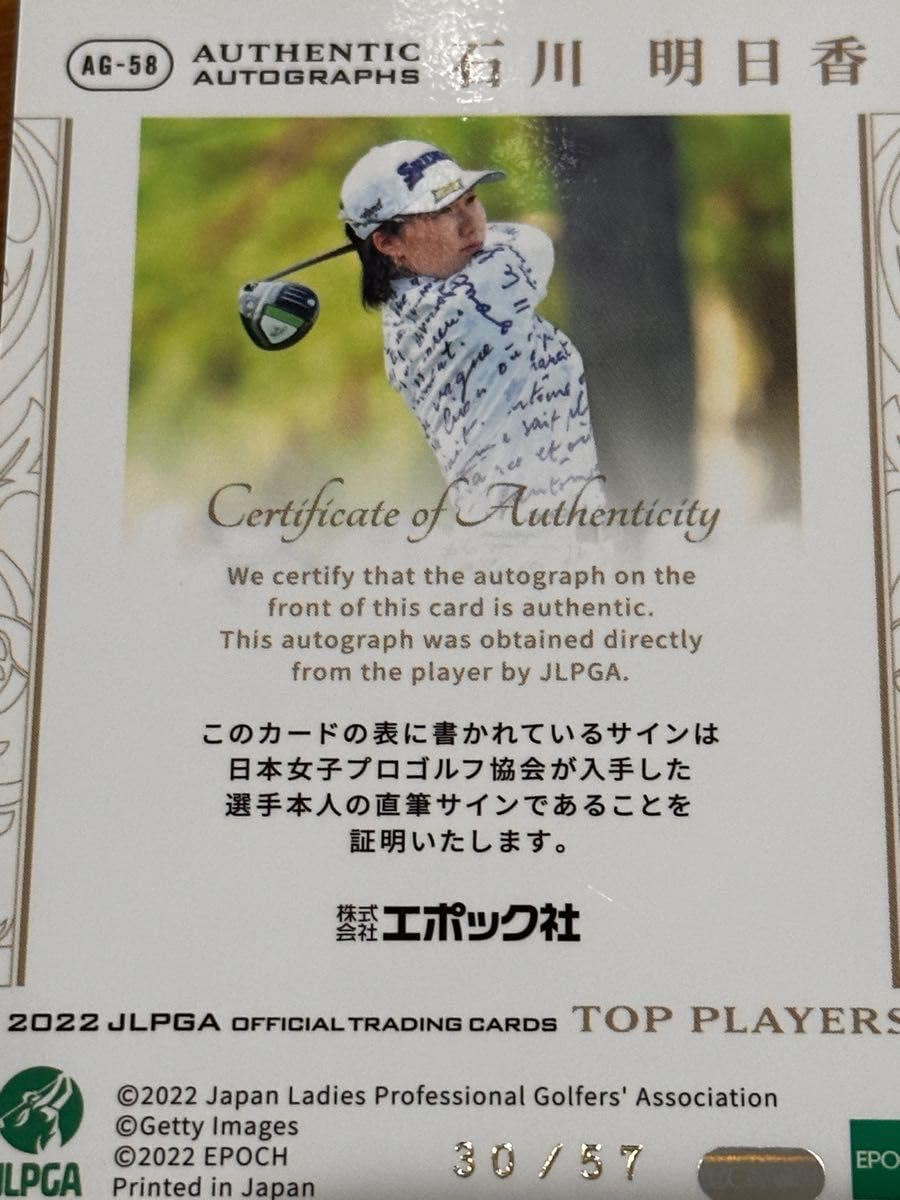 AG-58
AUTHENTIC
AUTOGRAPHS
石川 明日香
SRIXON
Certificate of Authenticity
We certify that the autograph on the
front of this card is authentic.
This autograph was obtained directly
from the player by JLPGA.
このカードの表に書かれているサインは
日本女子プロゴルフ協会が入手した
選手本人の直筆サインであることを
証明いたします。
株式会社エポック社
2022 JLPGA OFFICIAL TRADING CARDS TOP PLAYERS
©2022 Japan Ladies Professional Golfers' Association
©Getty Images
©2022 EPOCH
Printed in Japan
30/57
JLPGA
EPO